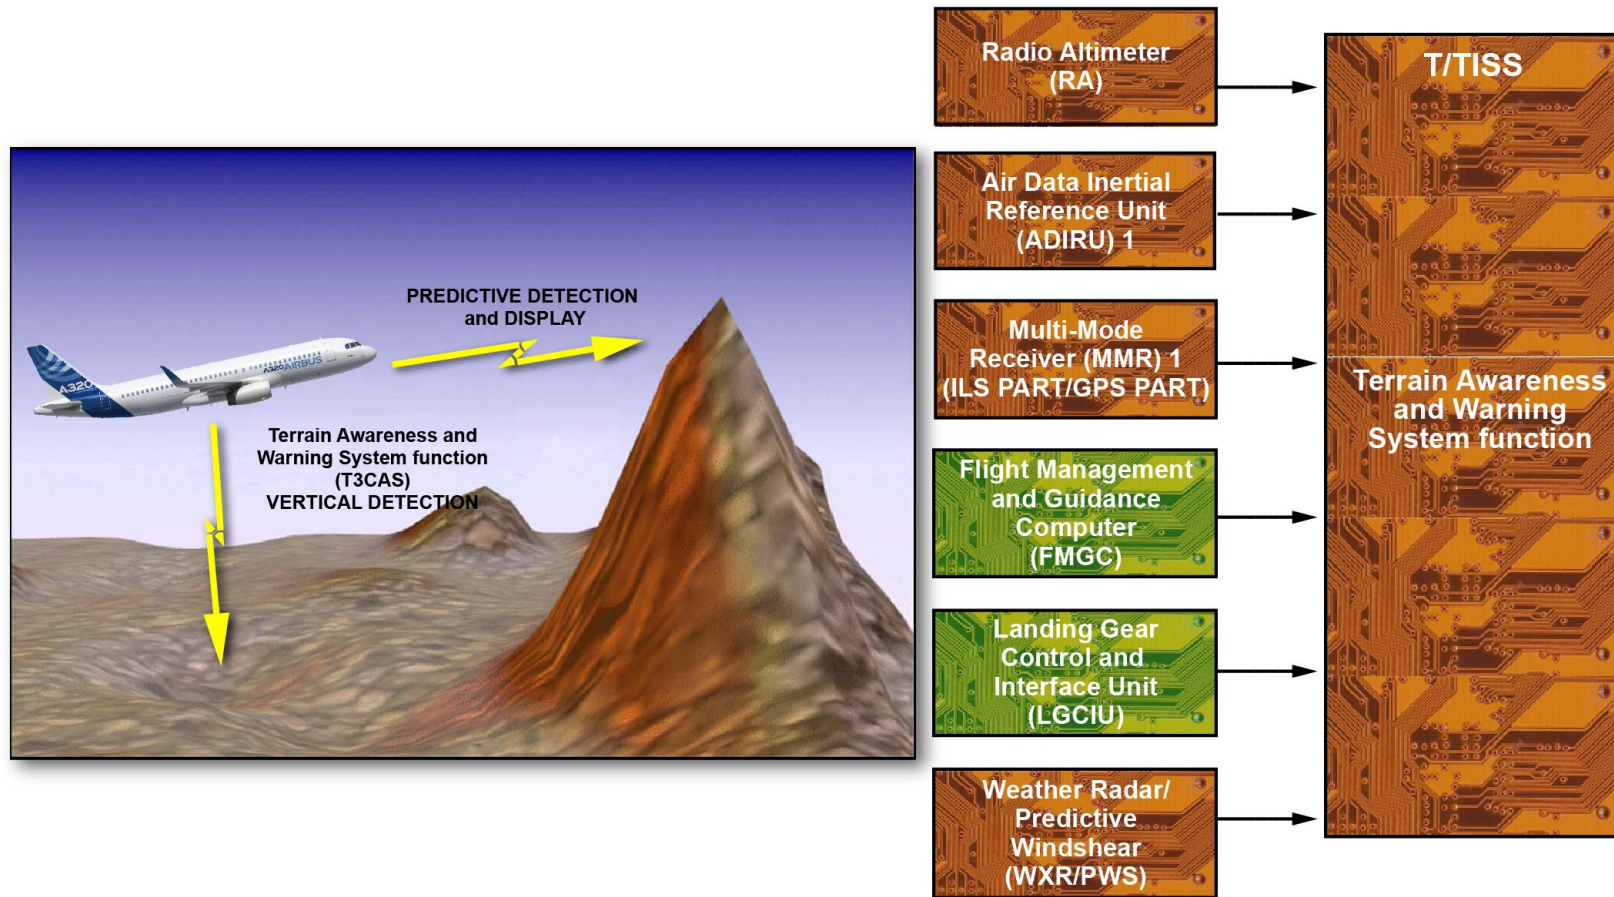 Radio Altimeter
(RA)
T/TISS
Air Data Inertial
Reference Unit
(ADIRU) 1
PREDICTIVE DETECTION
and DISPLAY
Multi-Mode
Receiver (MMR) 1
(ILS PART/GPS PART)
A320
A320 AIRBUS
Terrain Awareness
and Warning
System function
Terrain Awareness and
Warning System function
(T3CAS)
VERTICAL DETECTION
Flight Management
and Guidance
Computer
(FMGC)
Landing Gear
Control and
Interface Unit
(LGCIU)
Weather Radar/
Predictive
Windshear
(WXR/PWS)